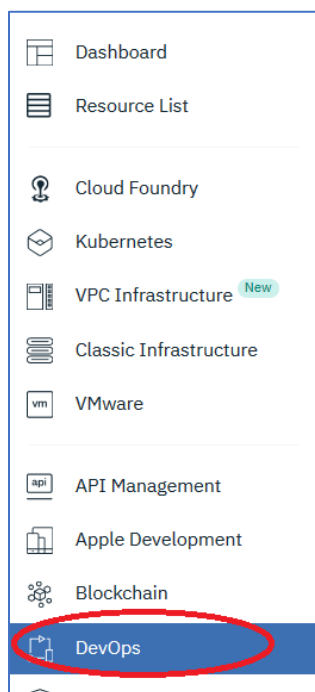 Dashboard
Resource List
Cloud Foundry
Kubernetes
VPC Infrastructure New
Classic Infrastructure
vm VMware
api API Management
Apple Development
Blockchain
DevOps